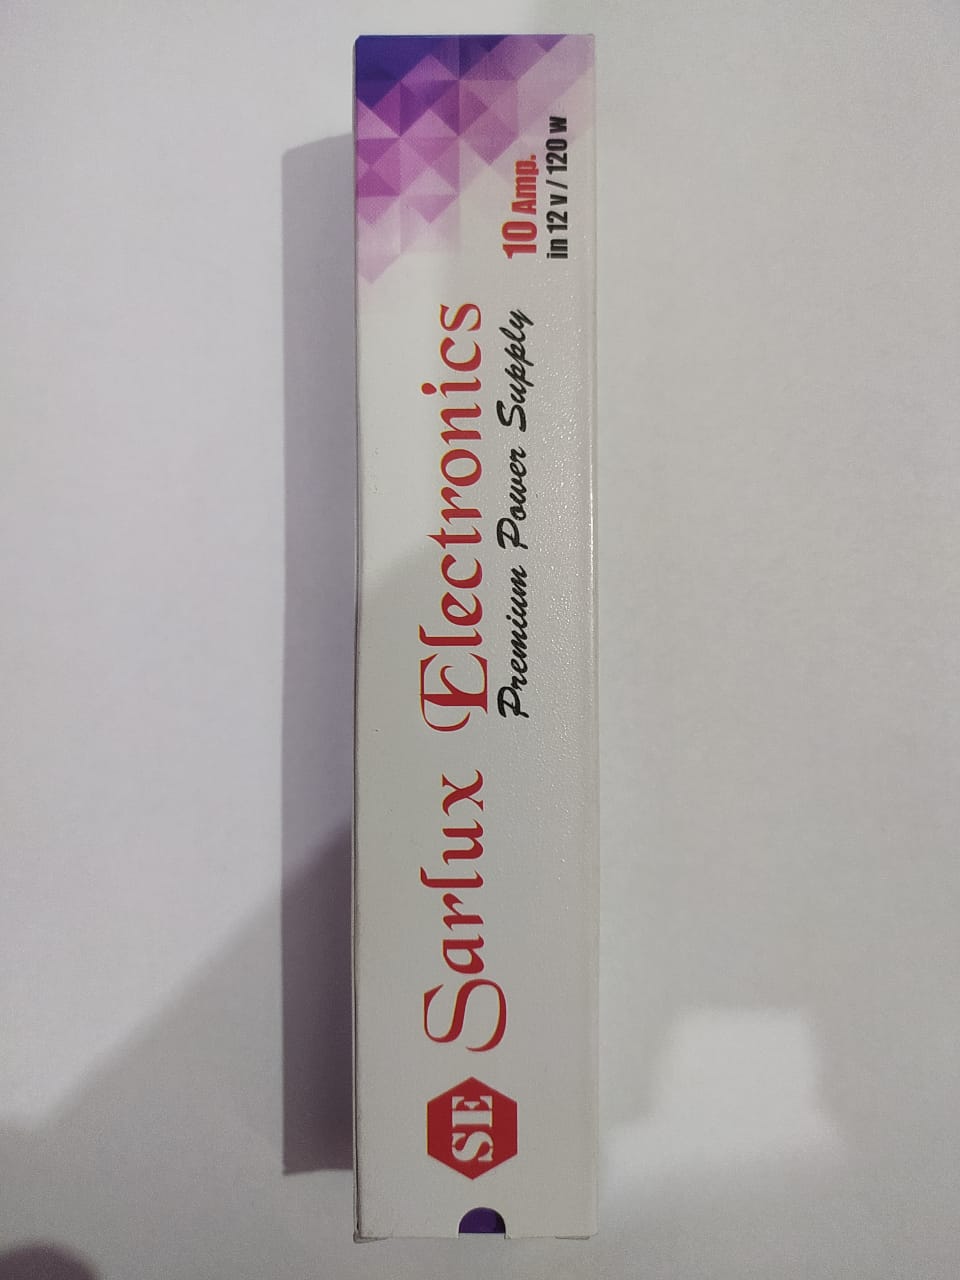 SE
Sarlux Electronics
Premium Power Supply
10 Amp.
in 12 v / 120 w